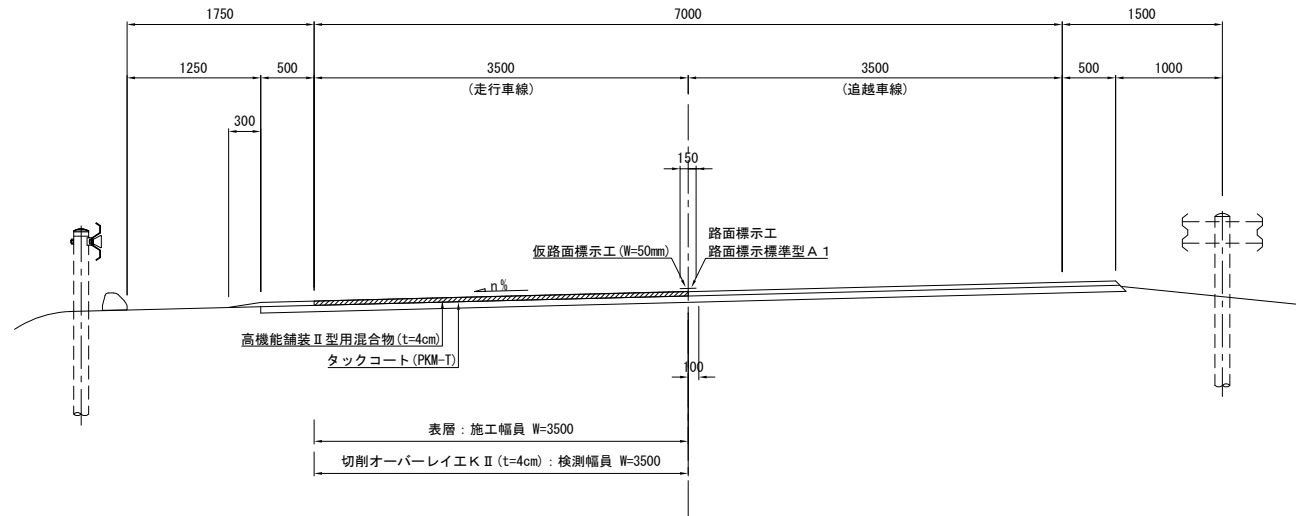 1750
7000
1500
1250
500
3500
3500
500
1000
(走行車線)
(追越車線)
300
150
路面標示工
仮路面標示工(W=50mm)
路面標示標準型A1
n%
高機能舗装Ⅱ型用混合物(t=4cm)
タックコート(PKM-T)
100
表層：施工幅員 W=3500
切削オーバーレイ工KⅡ(t=4cm)：検測幅員 W=3500